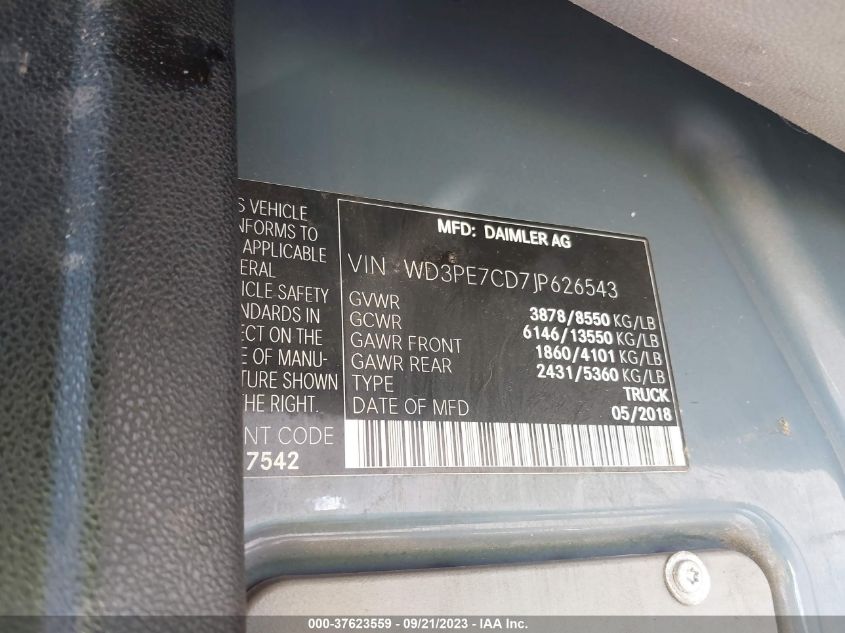 S VEHICLE
NFORMS TO
APPLICABLE
ERAL
ICLE SAFETY
NDARDS IN
ECT ON THE
E OF MANU-
TURE SHOWN
HE RIGHT.
NT CODE
7542
MFD: DAIMLER AG
VIN WD3PE7CD7JP626543
GVWR 3878/8550 KG/LB
GCWR 6146/13550 KG/LB
GAWR FRONT 1860/4101 KG/LB
GAWR REAR 2431/5360 KG/LB
TYPE TRUCK
DATE OF MFD 05/2018
000-37623559 - 09/21/2023 - IAA Inc.